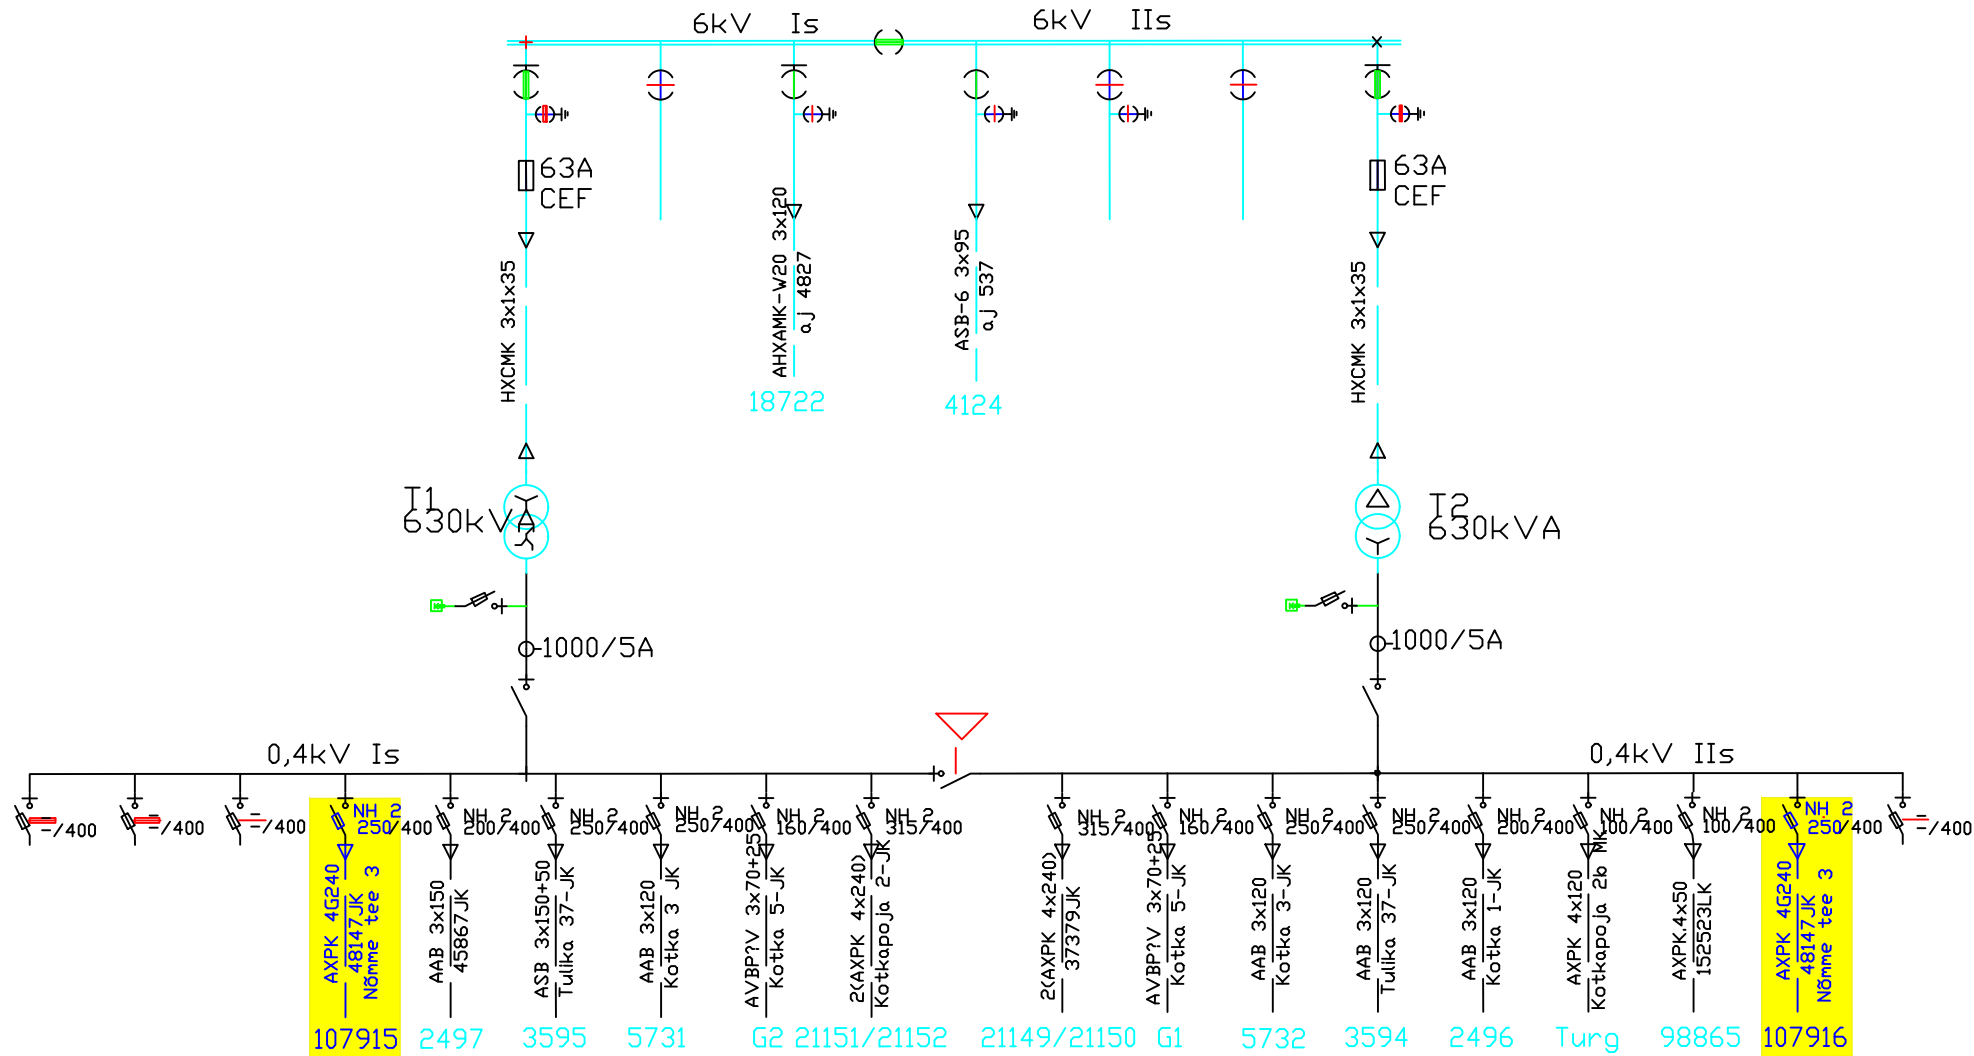 6kV Is
6kV IIs
63A
CEF
63A
CEF
HXCMK 3x1x35
AHXAMK-W20 3x120
aj 4827
ASB-6 3x95
aj 537
HXCMK 3x1x35
18722
4124
T1
630kV
T2
630kVA
1000/5A
1000/5A
0,4kV Is
0,4kV IIs
-/400
-/400
-/400
NH 2
250/400
NH 2
200/400
NH 2
250/400
NH 2
250/400
NH 2
160/400
NH 2
315/400
NH 2
315/400
NH 2
160/400
NH 2
250/400
NH 2
250/400
NH 2
200/400
NH 2
100/400
NH 2
100/400
NH 2
250/400
-/400
AXPK 4G240
48147JK
Nõmme tee 3
AAB 3x150
45867JK
ASB 3x150+50
Tulika 37-JK
AAB 3x120
Kotka 3 JK
AVBP?V 3x70+25
Kotka 5-JK
2(AXPK 4x240)
Kotkapoja 2-JK
2(AXPK 4x240)
37379JK
AVBP?V 3x70+25
Kotka 5-JK
AAB 3x120
Kotka 3-JK
AAB 3x120
Tulika 37-JK
AAB 3x120
Kotka 1-JK
AXPK 4x120
Kotkapoja 2b MK
AXPK.4x50
152523LK
AXPK 4G240
48147JK
Nõmme tee 3
107915 2497 3595 5731 G2 21151/21152 21149/21150 G1 5732 3594 2496 Turg 98865 107916